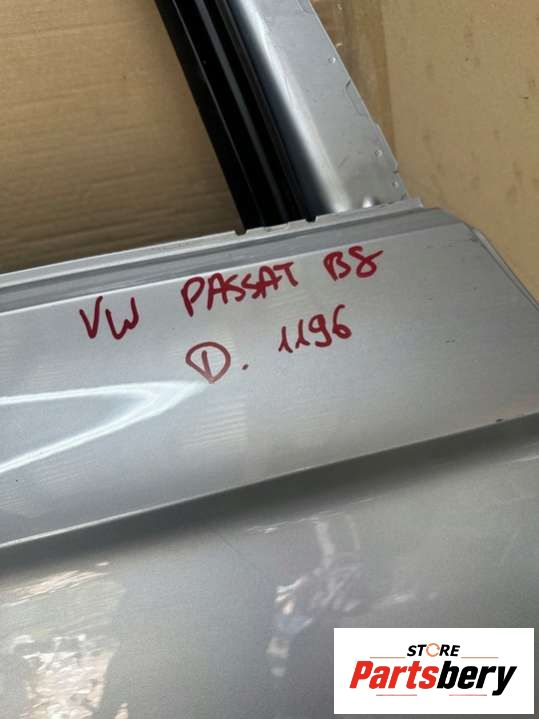 VW PASSAT B8
D. 1196
STORE
Partsbery